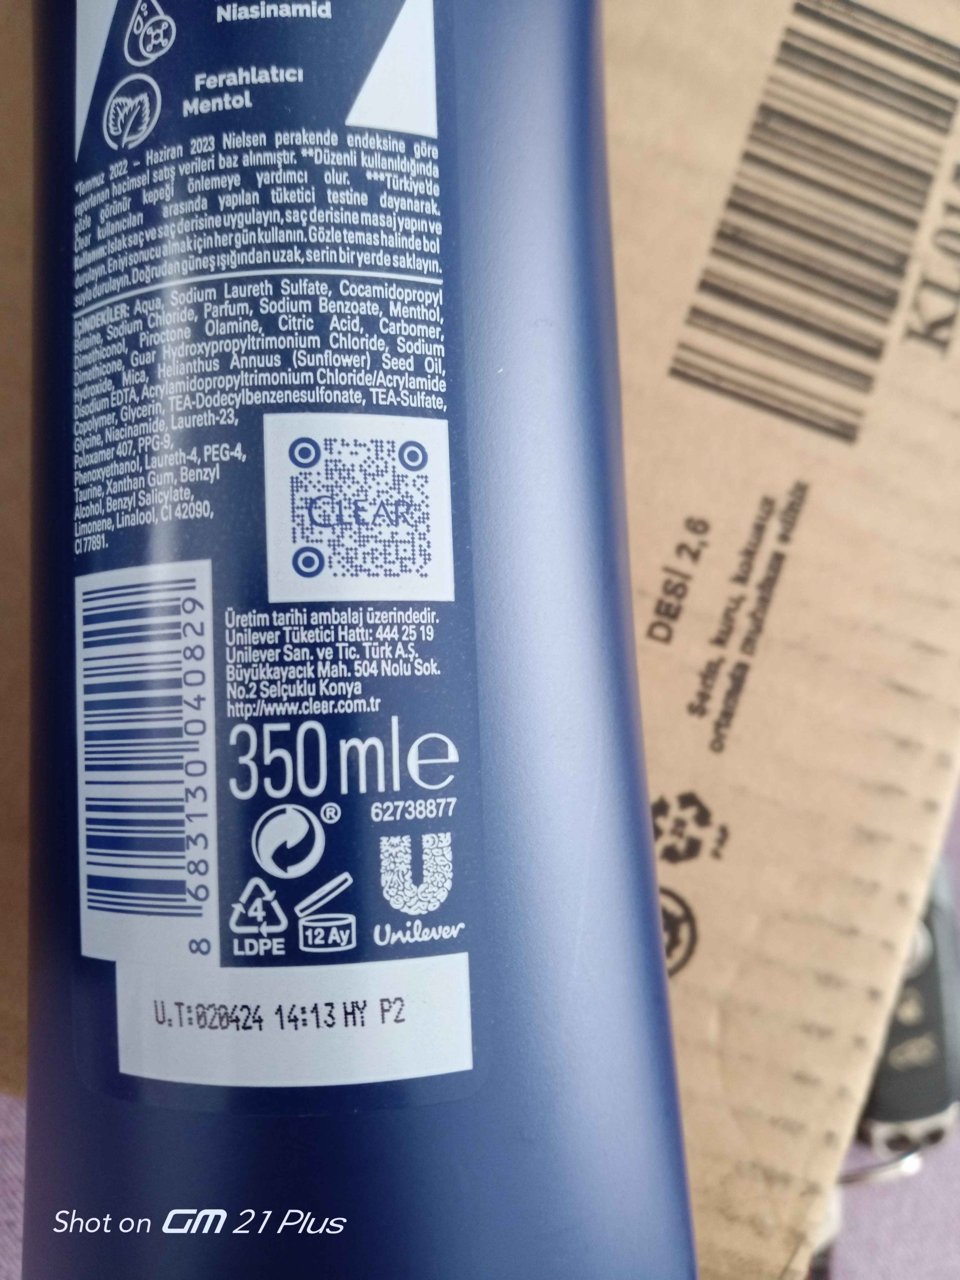 Niasinamid
Ferahlatıcı
Mentol
*Temmuz 2022 – Haziran 2023 Nielsen perakende endeksine göre
raporlanan hacimsel satış verileri baz alınmıştır. **Düzenli kullanıldığında
gözle görünür kepeği önlemeye yardımcı olur. ***Türkiye'de
Clear kullanıcıları arasında yapılan tüketici testine dayanarak.
Kullanım: Islak saç ve saç derisine uygulayın, saç derisine masaj yapın ve
durulayın. En iyi sonucu almak için her gün kullanın. Gözle temas halinde bol
suyla durulayın. Doğrudan güneş ışığından uzak, serin bir yerde saklayın.
İÇİNDEKİLER: Aqua, Sodium Laureth Sulfate, Cocamidopropyl
Betaine, Sodium Chloride, Parfum, Sodium Benzoate, Menthol,
Dimethiconol, Piroctone Olamine, Citric Acid, Carbomer,
Dimethicone, Guar Hydroxypropyltrimonium Chloride, Sodium
Hydroxide, Mica, Helianthus Annuus (Sunflower) Seed Oil,
Disodium EDTA, Acrylamidopropyltrimonium Chloride/Acrylamide
Copolymer, Glycerin, TEA-Dodecylbenzenesulfonate, TEA-Sulfate,
Glycine, Niacinamide, Laureth-23,
Poloxamer 407, PPG-9,
Phenoxyethanol, Laureth-4, PEG-4,
Taurine, Xanthan Gum, Benzyl
Alcohol, Benzyl Salicylate,
Limonene, Linalool, CI 42090,
CI 77891.
CLEAR
Üretim tarihi ambalaj üzerindedir.
Unilever Tüketici Hattı: 444 25 19
Unilever San. ve Tic. Türk A.Ş.
Büyükkayacık Mah. 504 Nolu Sok.
No.2 Selçuklu Konya
http://www.clear.com.tr
350 ml e
62738877
8 683130 040829
4
LDPE
12 Ay
Unilever
U.T:020424 14:13 HY P2
DESİ 2,6
Serin, kuru, kokusuz
ortamda muhafaza ediniz
Shot on GM 21 Plus